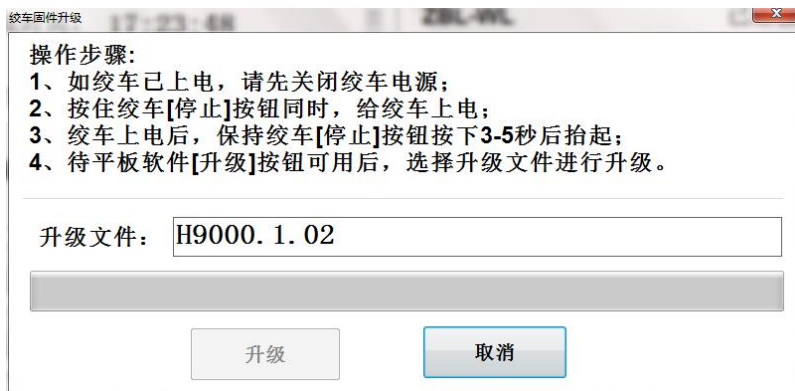 绞车固件升级
17:23:48
ZBL-WL
操作步骤:
1、如绞车已上电，请先关闭绞车电源；
2、按住绞车[停止]按钮同时，给绞车上电；
3、绞车上电后，保持绞车[停止]按钮按下3-5秒后抬起；
4、待平板软件[升级]按钮可用后，选择升级文件进行升级。
升级文件：
H9000.1.02
升级
取消